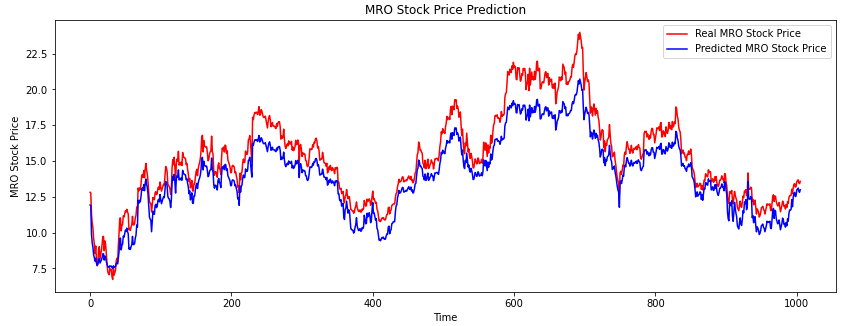 MRO Stock Price Prediction
Real MRO Stock Price
Predicted MRO Stock Price
MRO Stock Price
22.5
20.0
17.5
15.0
12.5
10.0
7.5
0
200
400
600
800
1000
Time